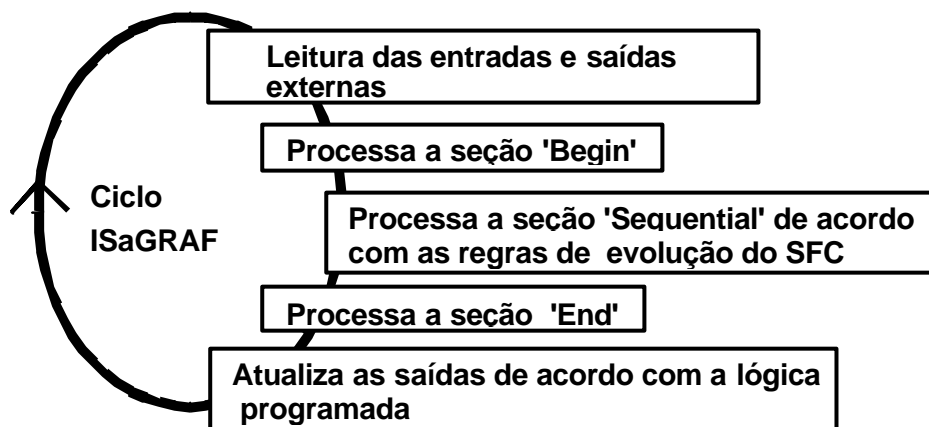 Leitura das entradas e saídas
externas
Processa a seção 'Begin'
Ciclo
ISaGRAF
Processa a seção 'Sequential' de acordo
com as regras de evolução do SFC
Processa a seção 'End'
Atualiza as saídas de acordo com a lógica
programada